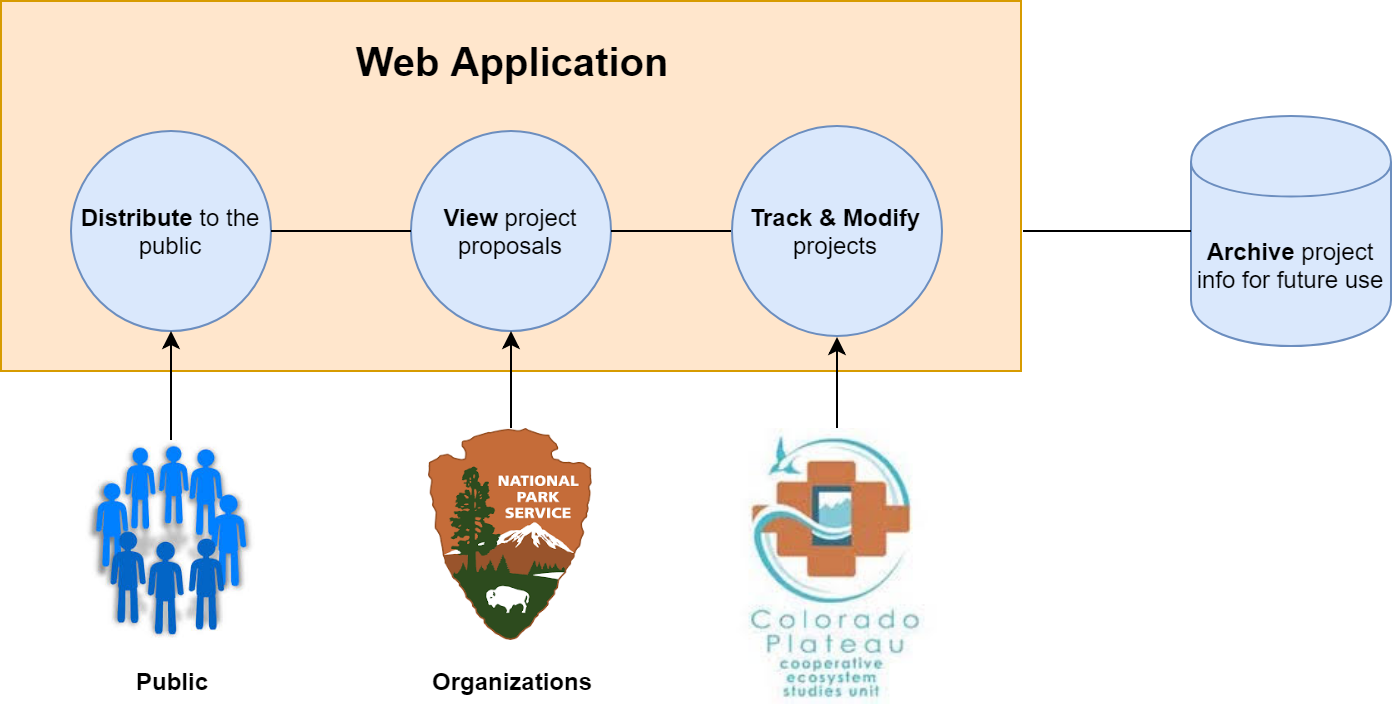 Web Application
Distribute to the
public
View project
proposals
Track & Modify
projects
Archive project
info for future use
NATIONAL
PARK
SERVICE
Colorado
Plateau
cooperative
ecosystem
studies unit
Public
Organizations